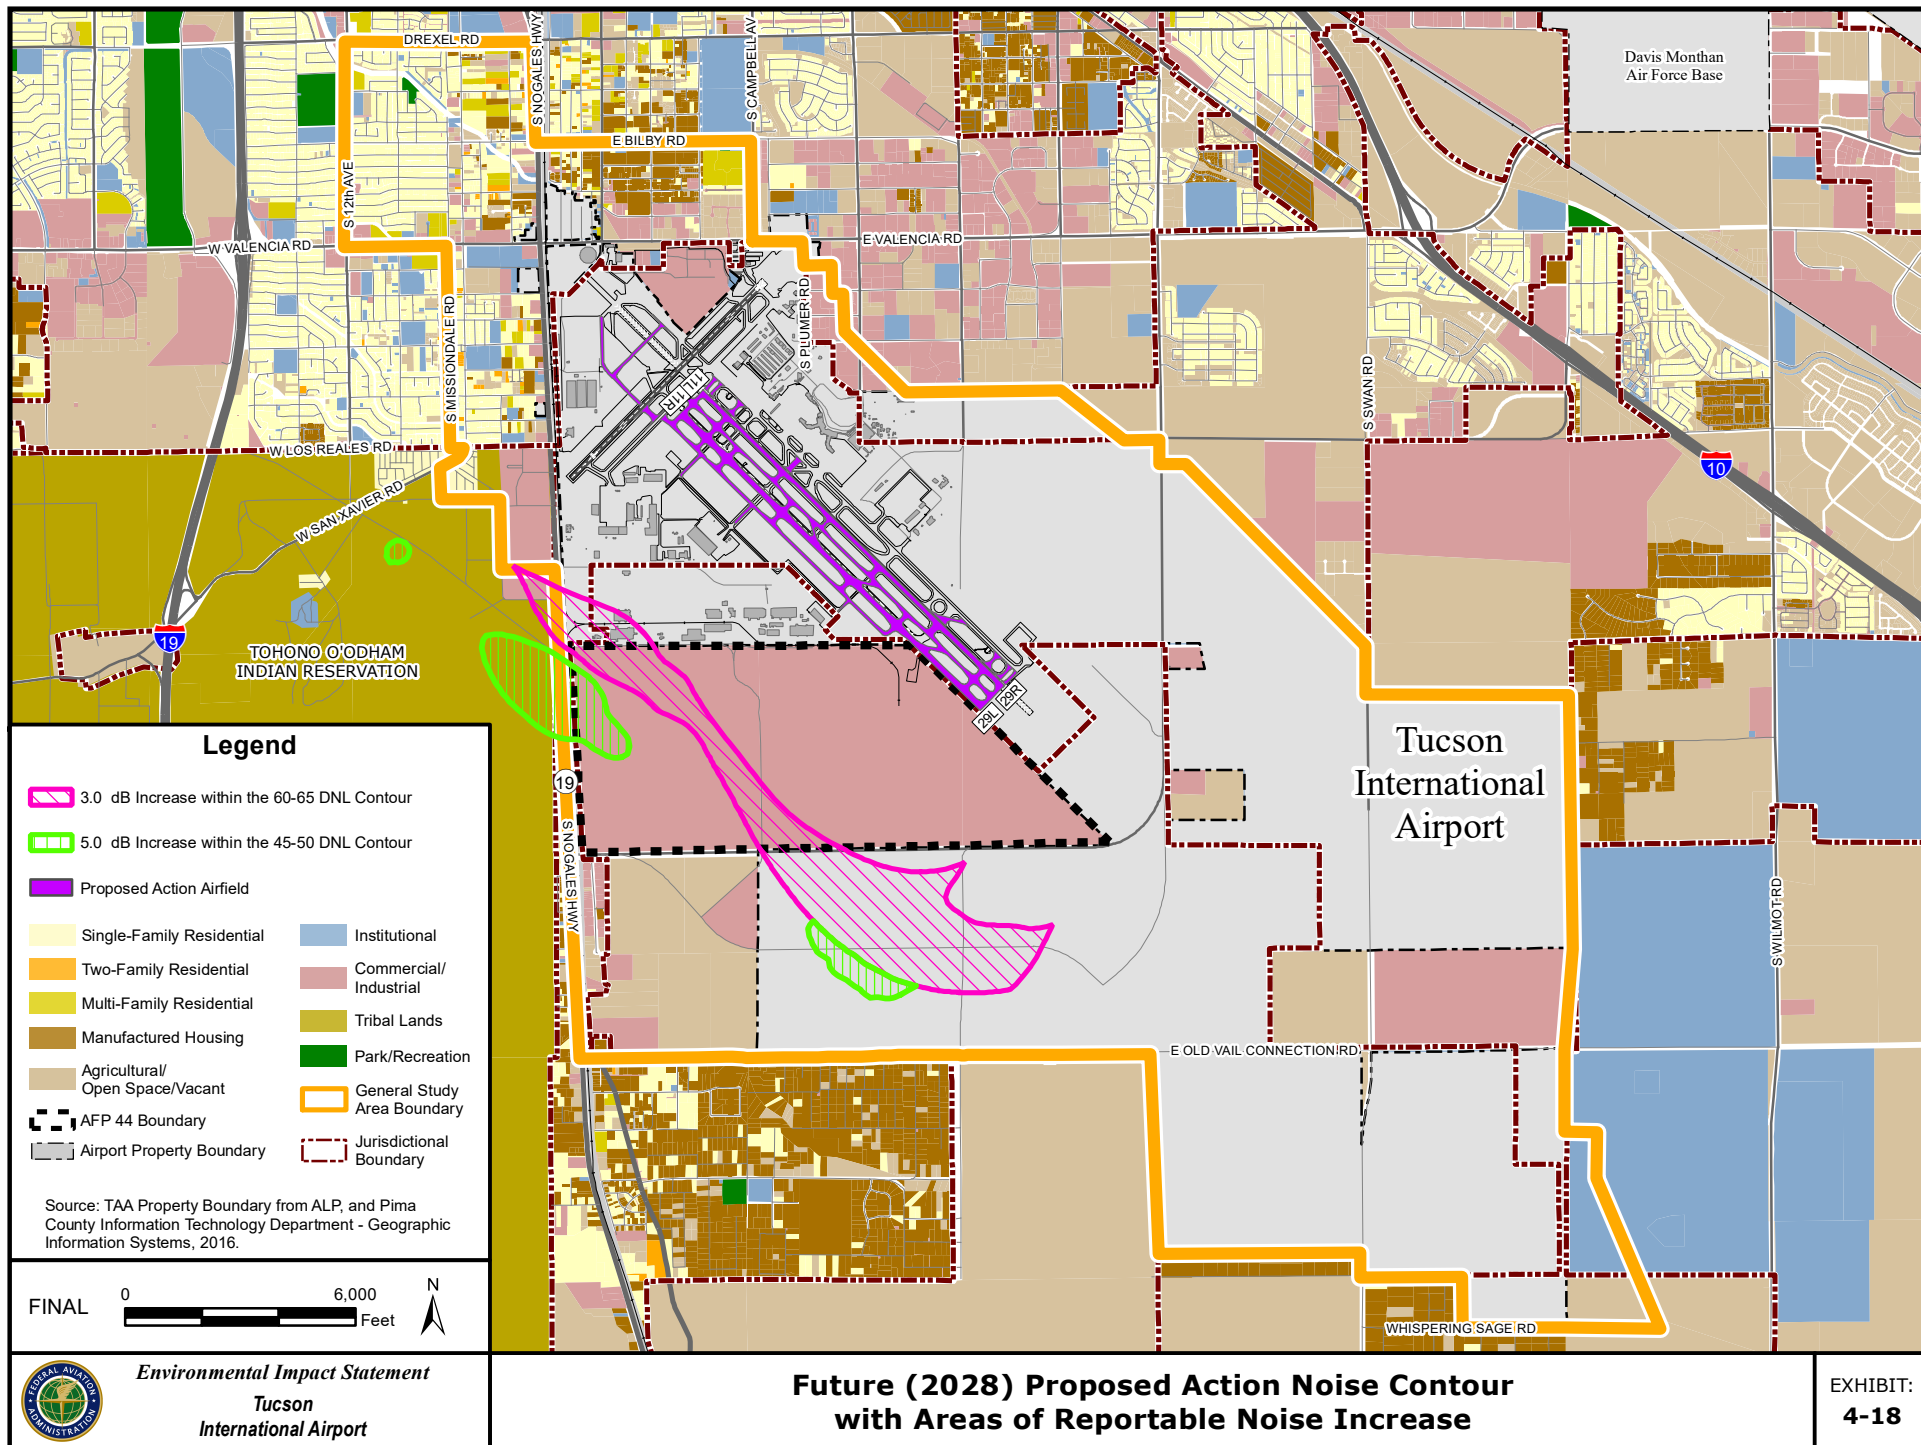 DREXEL RD
S NOGALES HWY
S CAMPBELL AV
Davis Monthan
Air Force Base
E BILBY RD
S 12th AVE
W VALENCIA RD
E VALENCIA RD
S MISSIONDALE RD
S PLUMER RD
11L
11R
S SWAN RD
W LOS REALES RD
10
W SAN XAVIER RD
19
TOHONO O'ODHAM
INDIAN RESERVATION
29R
29L
Tucson
International
Airport
19
S NOGALES HWY
S WILMOT RD
E OLD VAIL CONNECTION RD
WHISPERING SAGE RD
Legend
3.0 dB Increase within the 60-65 DNL Contour
5.0 dB Increase within the 45-50 DNL Contour
Proposed Action Airfield
Single-Family Residential
Two-Family Residential
Multi-Family Residential
Manufactured Housing
Agricultural/
Open Space/Vacant
AFP 44 Boundary
Airport Property Boundary
Institutional
Commercial/
Industrial
Tribal Lands
Park/Recreation
General Study
Area Boundary
Jurisdictional
Boundary
Source: TAA Property Boundary from ALP, and Pima
County Information Technology Department - Geographic
Information Systems, 2016.
FINAL
0 6,000
Feet
N
FEDERAL AVIATION
ADMINISTRATION
Environmental Impact Statement
Tucson
International Airport
Future (2028) Proposed Action Noise Contour
with Areas of Reportable Noise Increase
EXHIBIT:
4-18